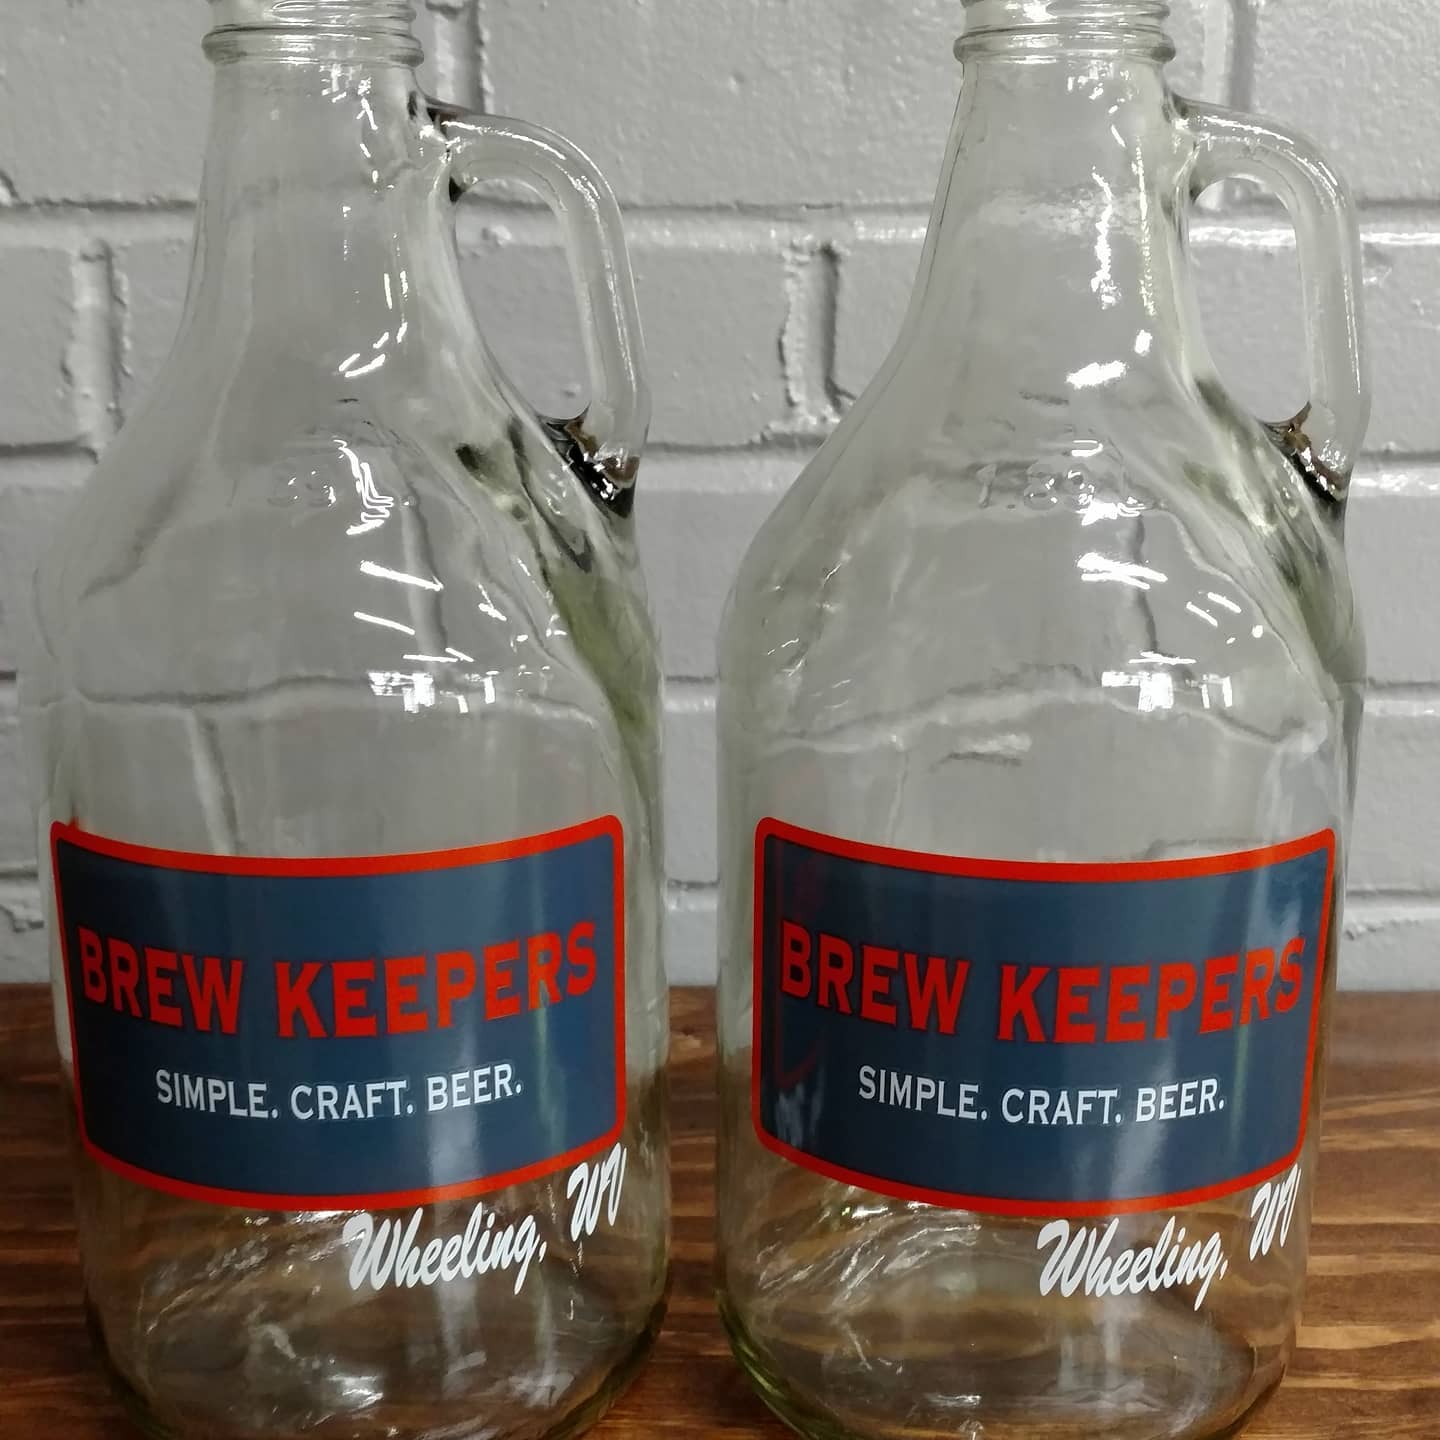 BREW KEEPERS
SIMPLE. CRAFT. BEER.
Wheeling, WV
BREW KEEPERS
SIMPLE. CRAFT. BEER.
Wheeling, WV